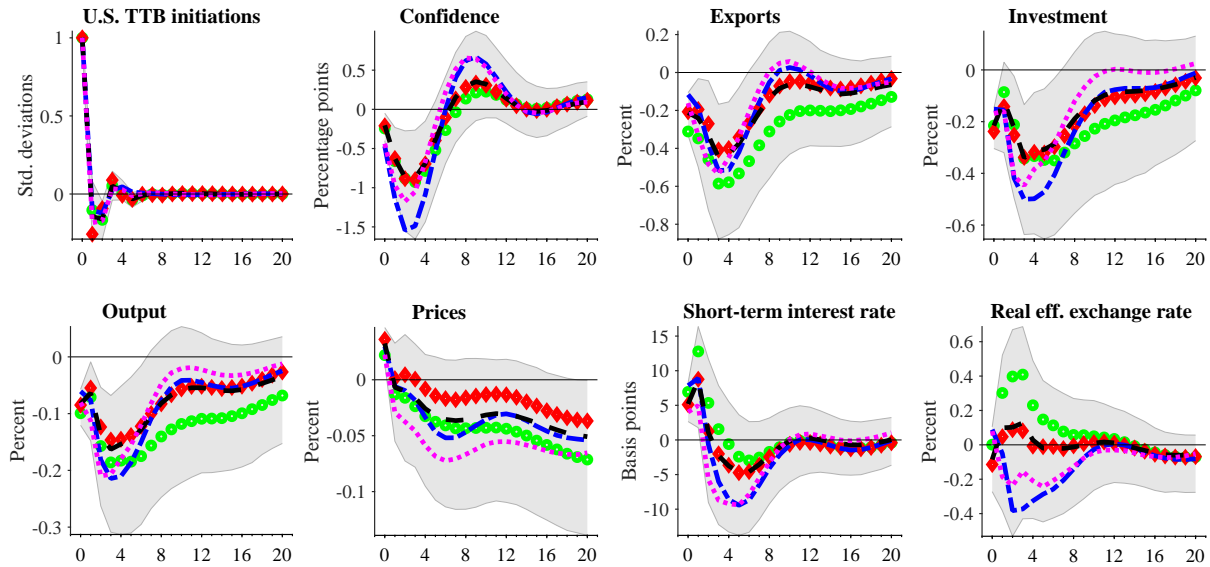 U.S. TTB initiations
Std. deviations
1
0.5
0
0 4 8 12 16 20
Confidence
Percentage points
0.5
0
-0.5
-1
-1.5
0 4 8 12 16 20
Exports
Percent
0.2
0
-0.2
-0.4
-0.6
-0.8
0 4 8 12 16 20
Investment
Percent
0
-0.2
-0.4
-0.6
0 4 8 12 16 20
Output
Percent
0
-0.1
-0.2
-0.3
0 4 8 12 16 20
Prices
Percent
0
-0.05
-0.1
0 4 8 12 16 20
Short-term interest rate
Basis points
15
10
5
0
-5
-10
0 4 8 12 16 20
Real eff. exchange rate
Percent
0.6
0.4
0.2
0
-0.2
-0.4
0 4 8 12 16 20